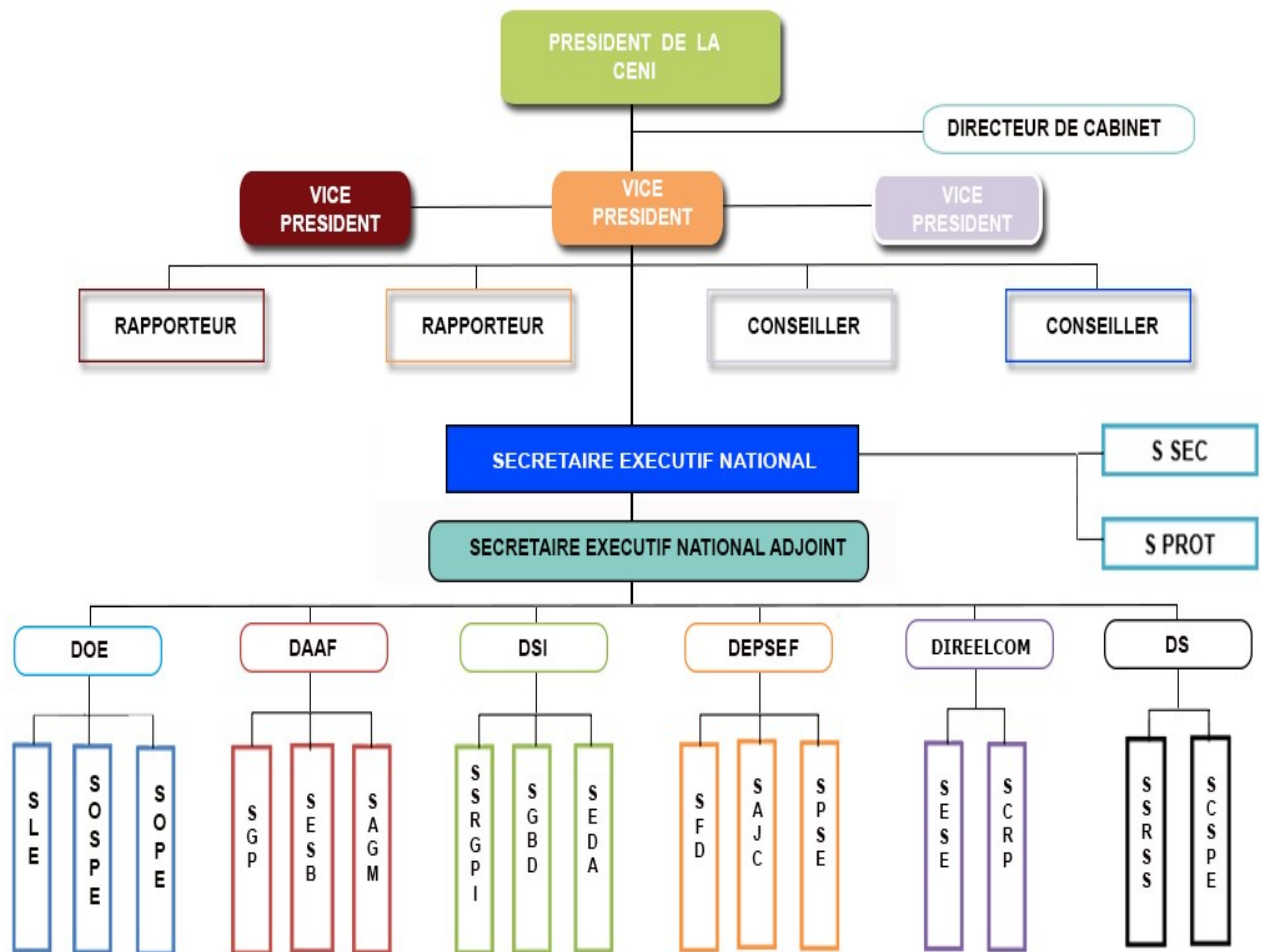 PRESIDENT DE LA
CENI
DIRECTEUR DE CABINET
VICE
PRESIDENT
VICE
PRESIDENT
VICE
PRESIDENT
RAPPORTEUR
RAPPORTEUR
CONSEILLER
CONSEILLER
SECRETAIRE EXECUTIF NATIONAL
S SEC
S PROT
SECRETAIRE EXECUTIF NATIONAL ADJOINT
DOE
DAAF
DSI
DEPSEF
DIREELCOM
DS
SLE
SOSPE
SOPE
SGP
SESB
SAGM
SSRGPI
SGBD
SEDA
SFD
SAJC
SPSE
SESE
SCRP
SSRSS
SCSPE